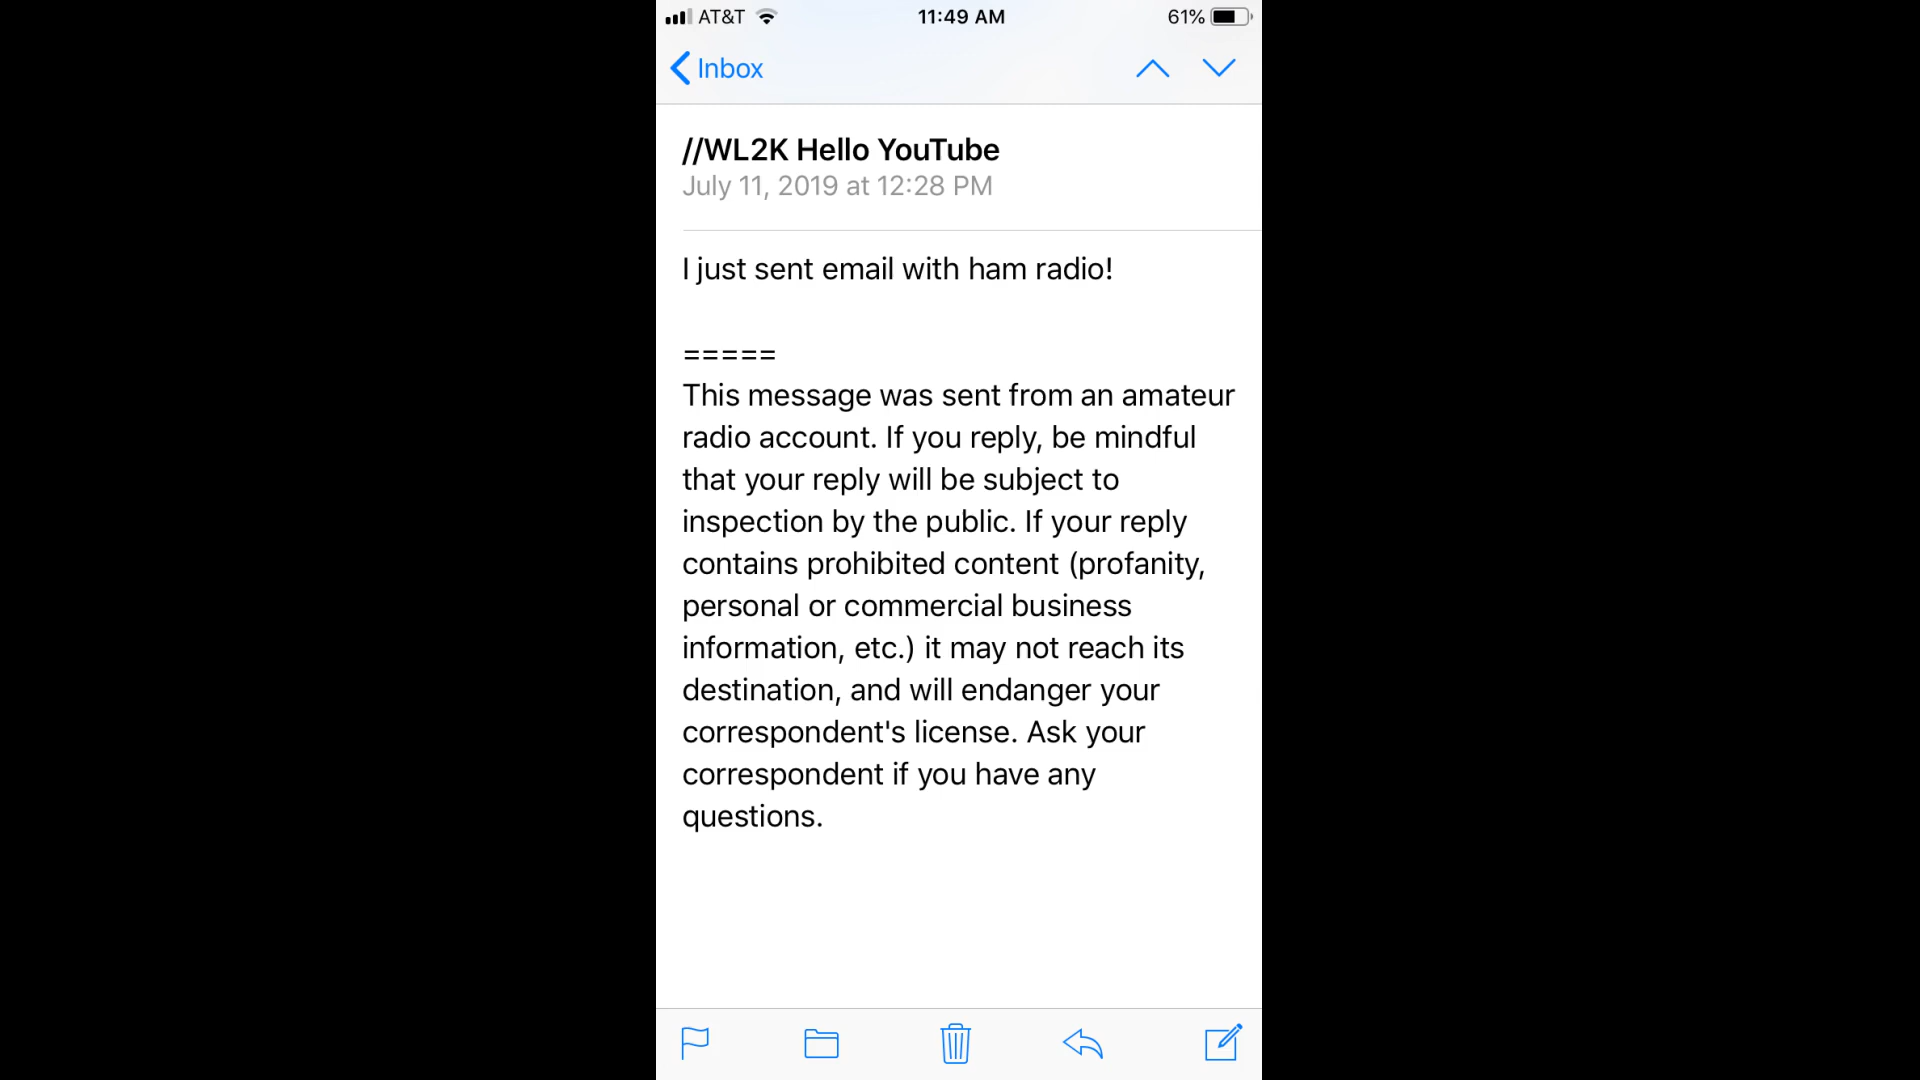 AT&T 11:49 AM 61%
Inbox
//WL2K Hello YouTube
July 11, 2019 at 12:28 PM
I just sent email with ham radio!
=====
This message was sent from an amateur
radio account. If you reply, be mindful
that your reply will be subject to
inspection by the public. If your reply
contains prohibited content (profanity,
personal or commercial business
information, etc.) it may not reach its
destination, and will endanger your
correspondent's license. Ask your
correspondent if you have any
questions.